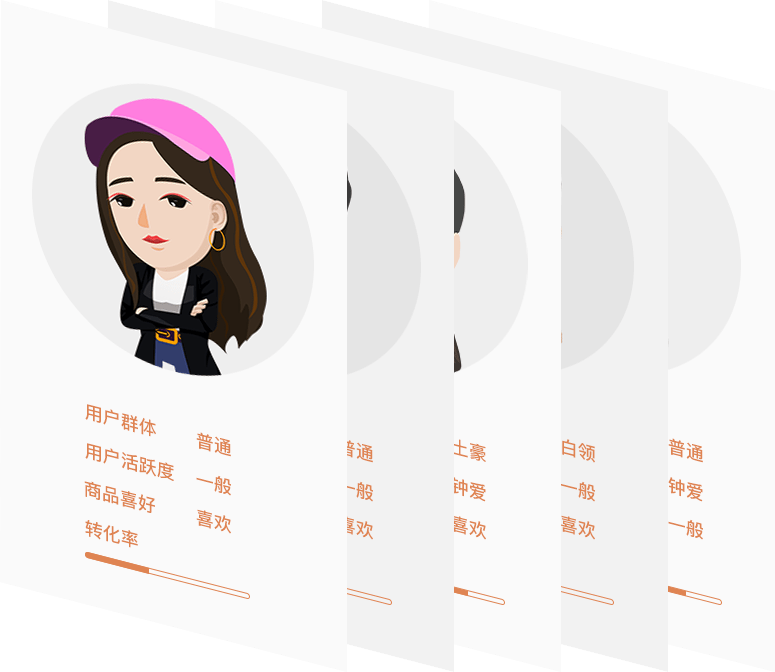 用户群体 普通
用户活跃度 一般
商品喜好 喜欢
转化率
普通
一般
喜欢
土豪
钟爱
喜欢
白领
一般
喜欢
普通
钟爱
一般